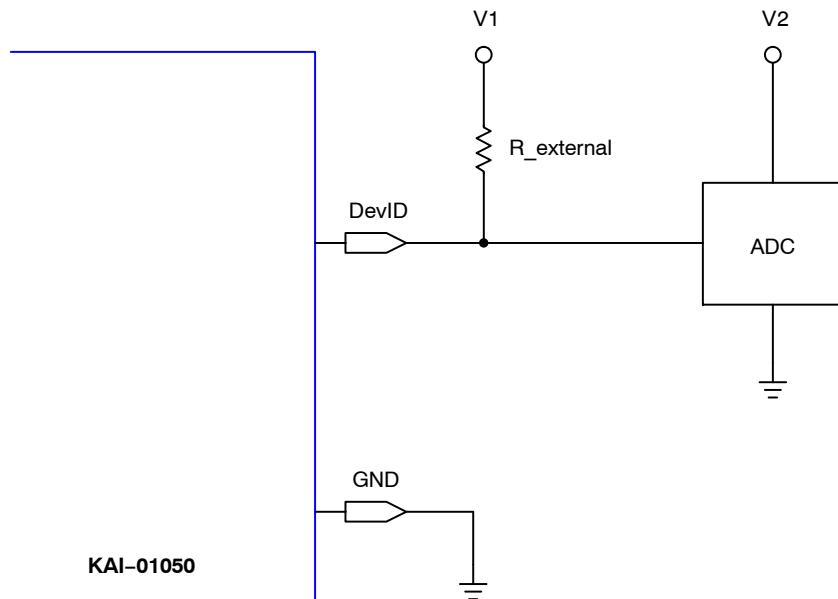 V1
V2
R_external
DevID
ADC
GND
KAI−01050